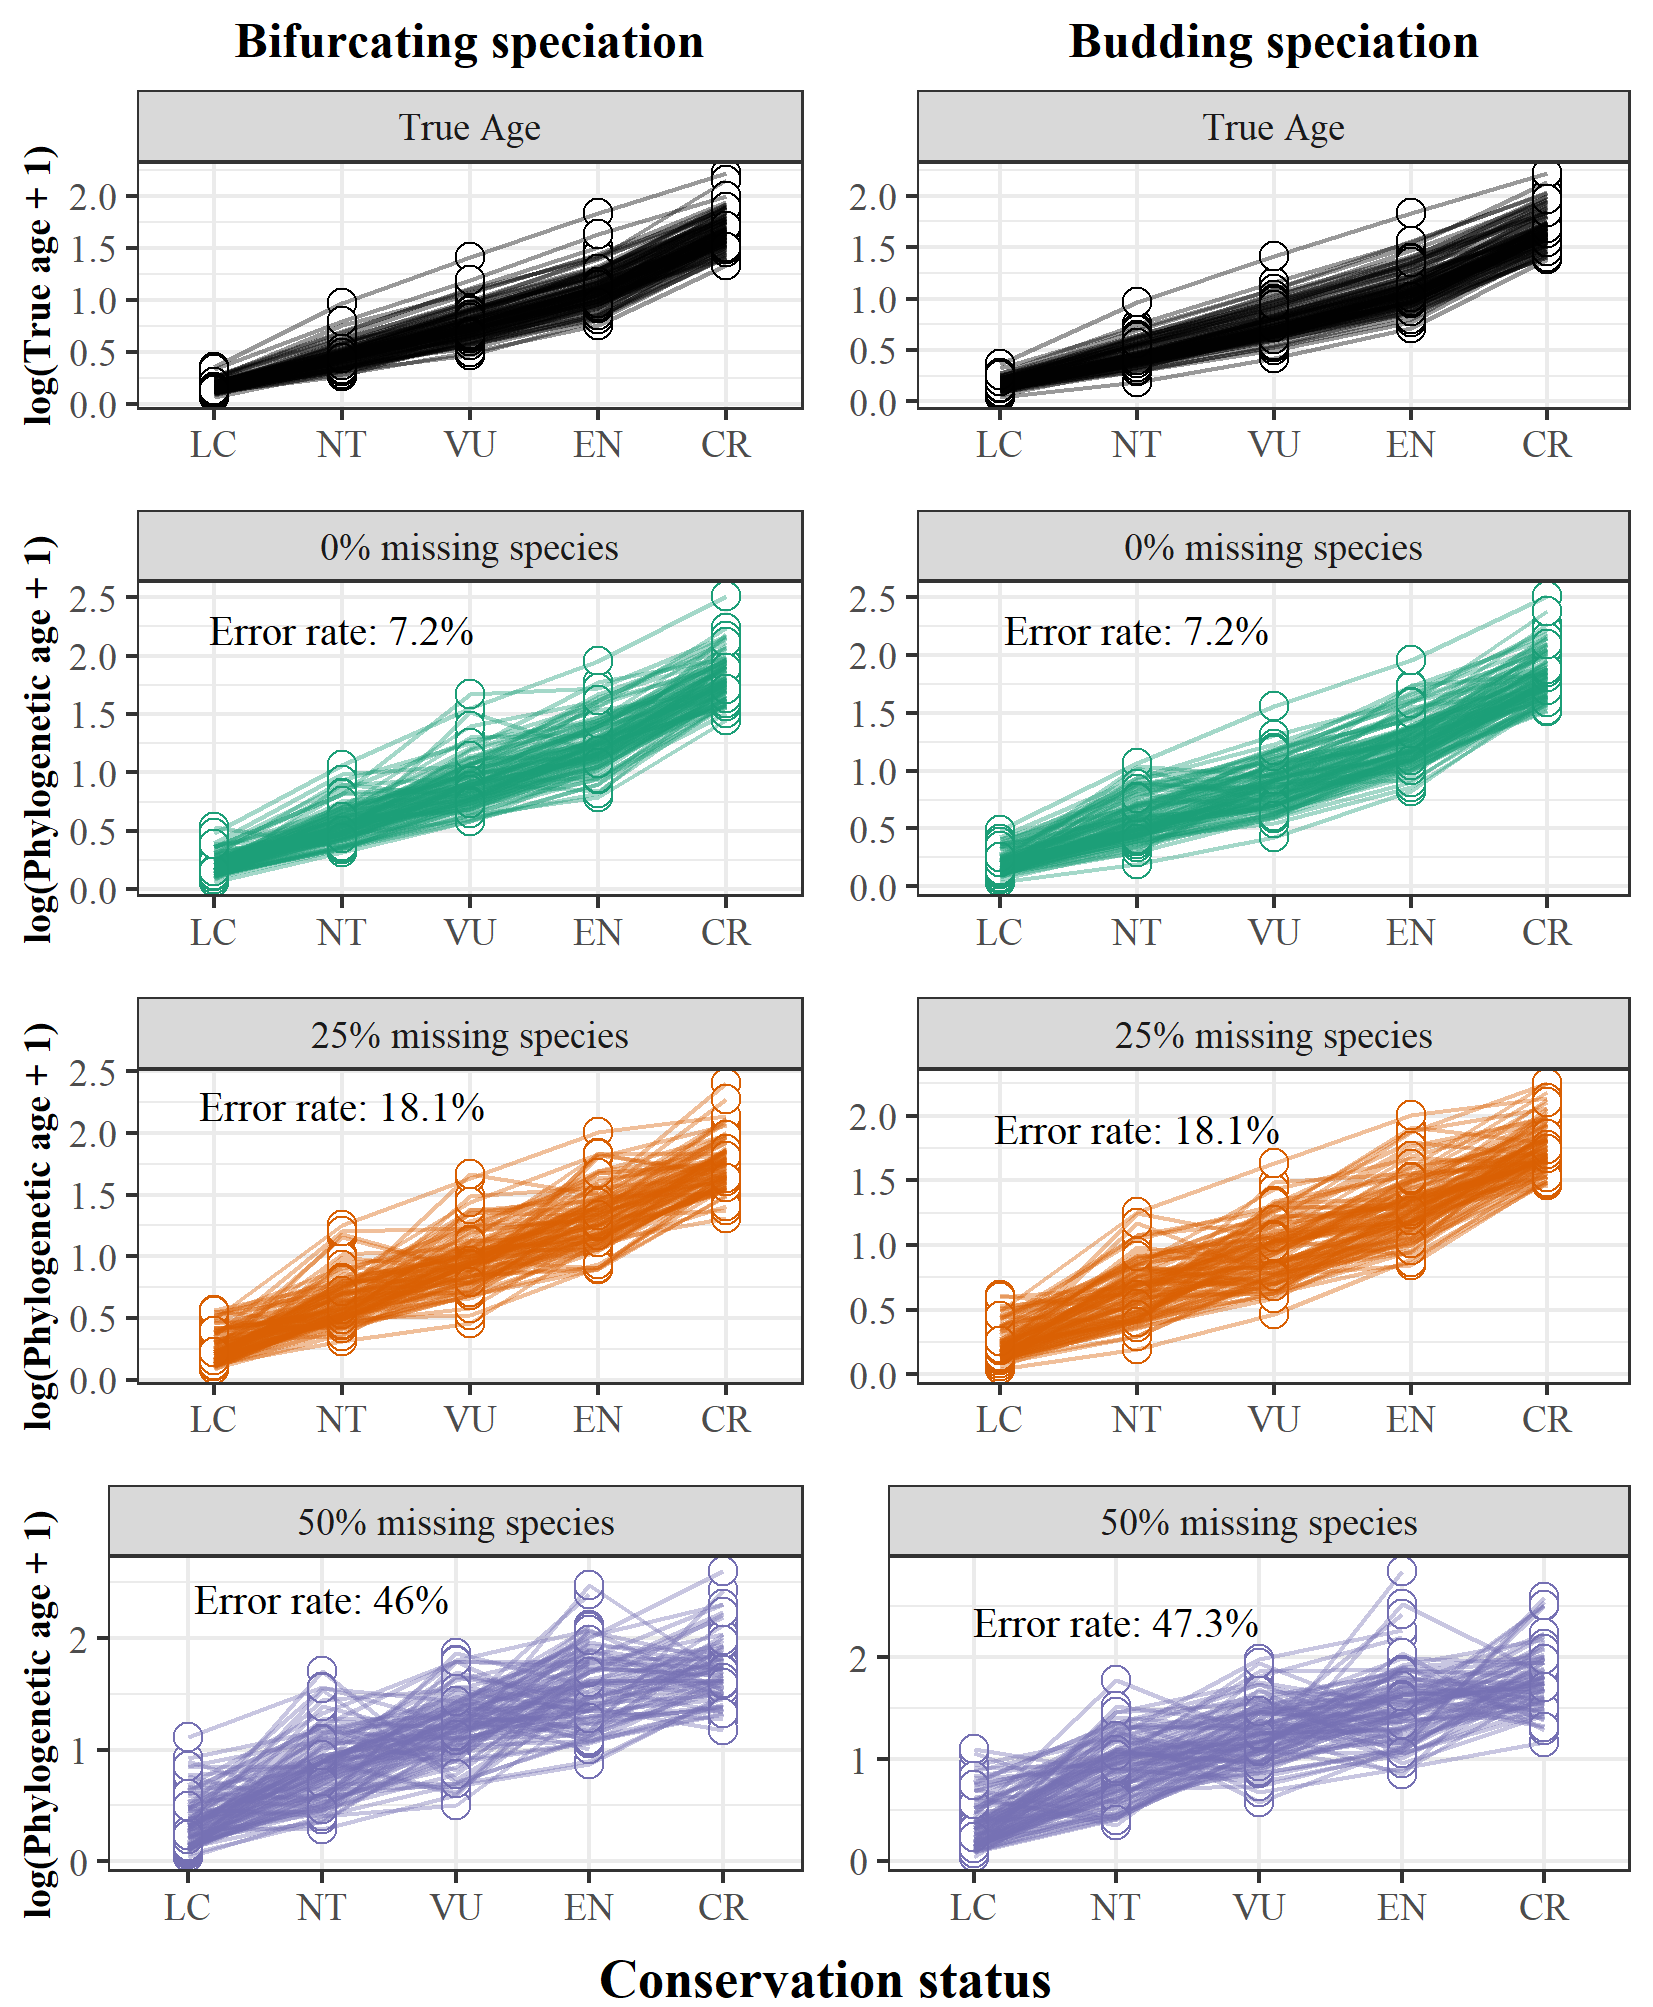 Bifurcating speciation
Budding speciation
True Age
True Age
log(True age + 1)
2.0
1.5
1.0
0.5
0.0
LC NT VU EN CR
2.0
1.5
1.0
0.5
0.0
LC NT VU EN CR
0% missing species
0% missing species
log(Phylogenetic age + 1)
2.5
2.0
1.5
1.0
0.5
0.0
Error rate: 7.2%
LC NT VU EN CR
2.5
2.0
1.5
1.0
0.5
0.0
Error rate: 7.2%
LC NT VU EN CR
25% missing species
25% missing species
log(Phylogenetic age + 1)
2.5
2.0
1.5
1.0
0.5
0.0
Error rate: 18.1%
LC NT VU EN CR
2.0
1.5
1.0
0.5
0.0
Error rate: 18.1%
LC NT VU EN CR
50% missing species
50% missing species
log(Phylogenetic age + 1)
2
1
0
Error rate: 46%
LC NT VU EN CR
2
1
0
Error rate: 47.3%
LC NT VU EN CR
Conservation status